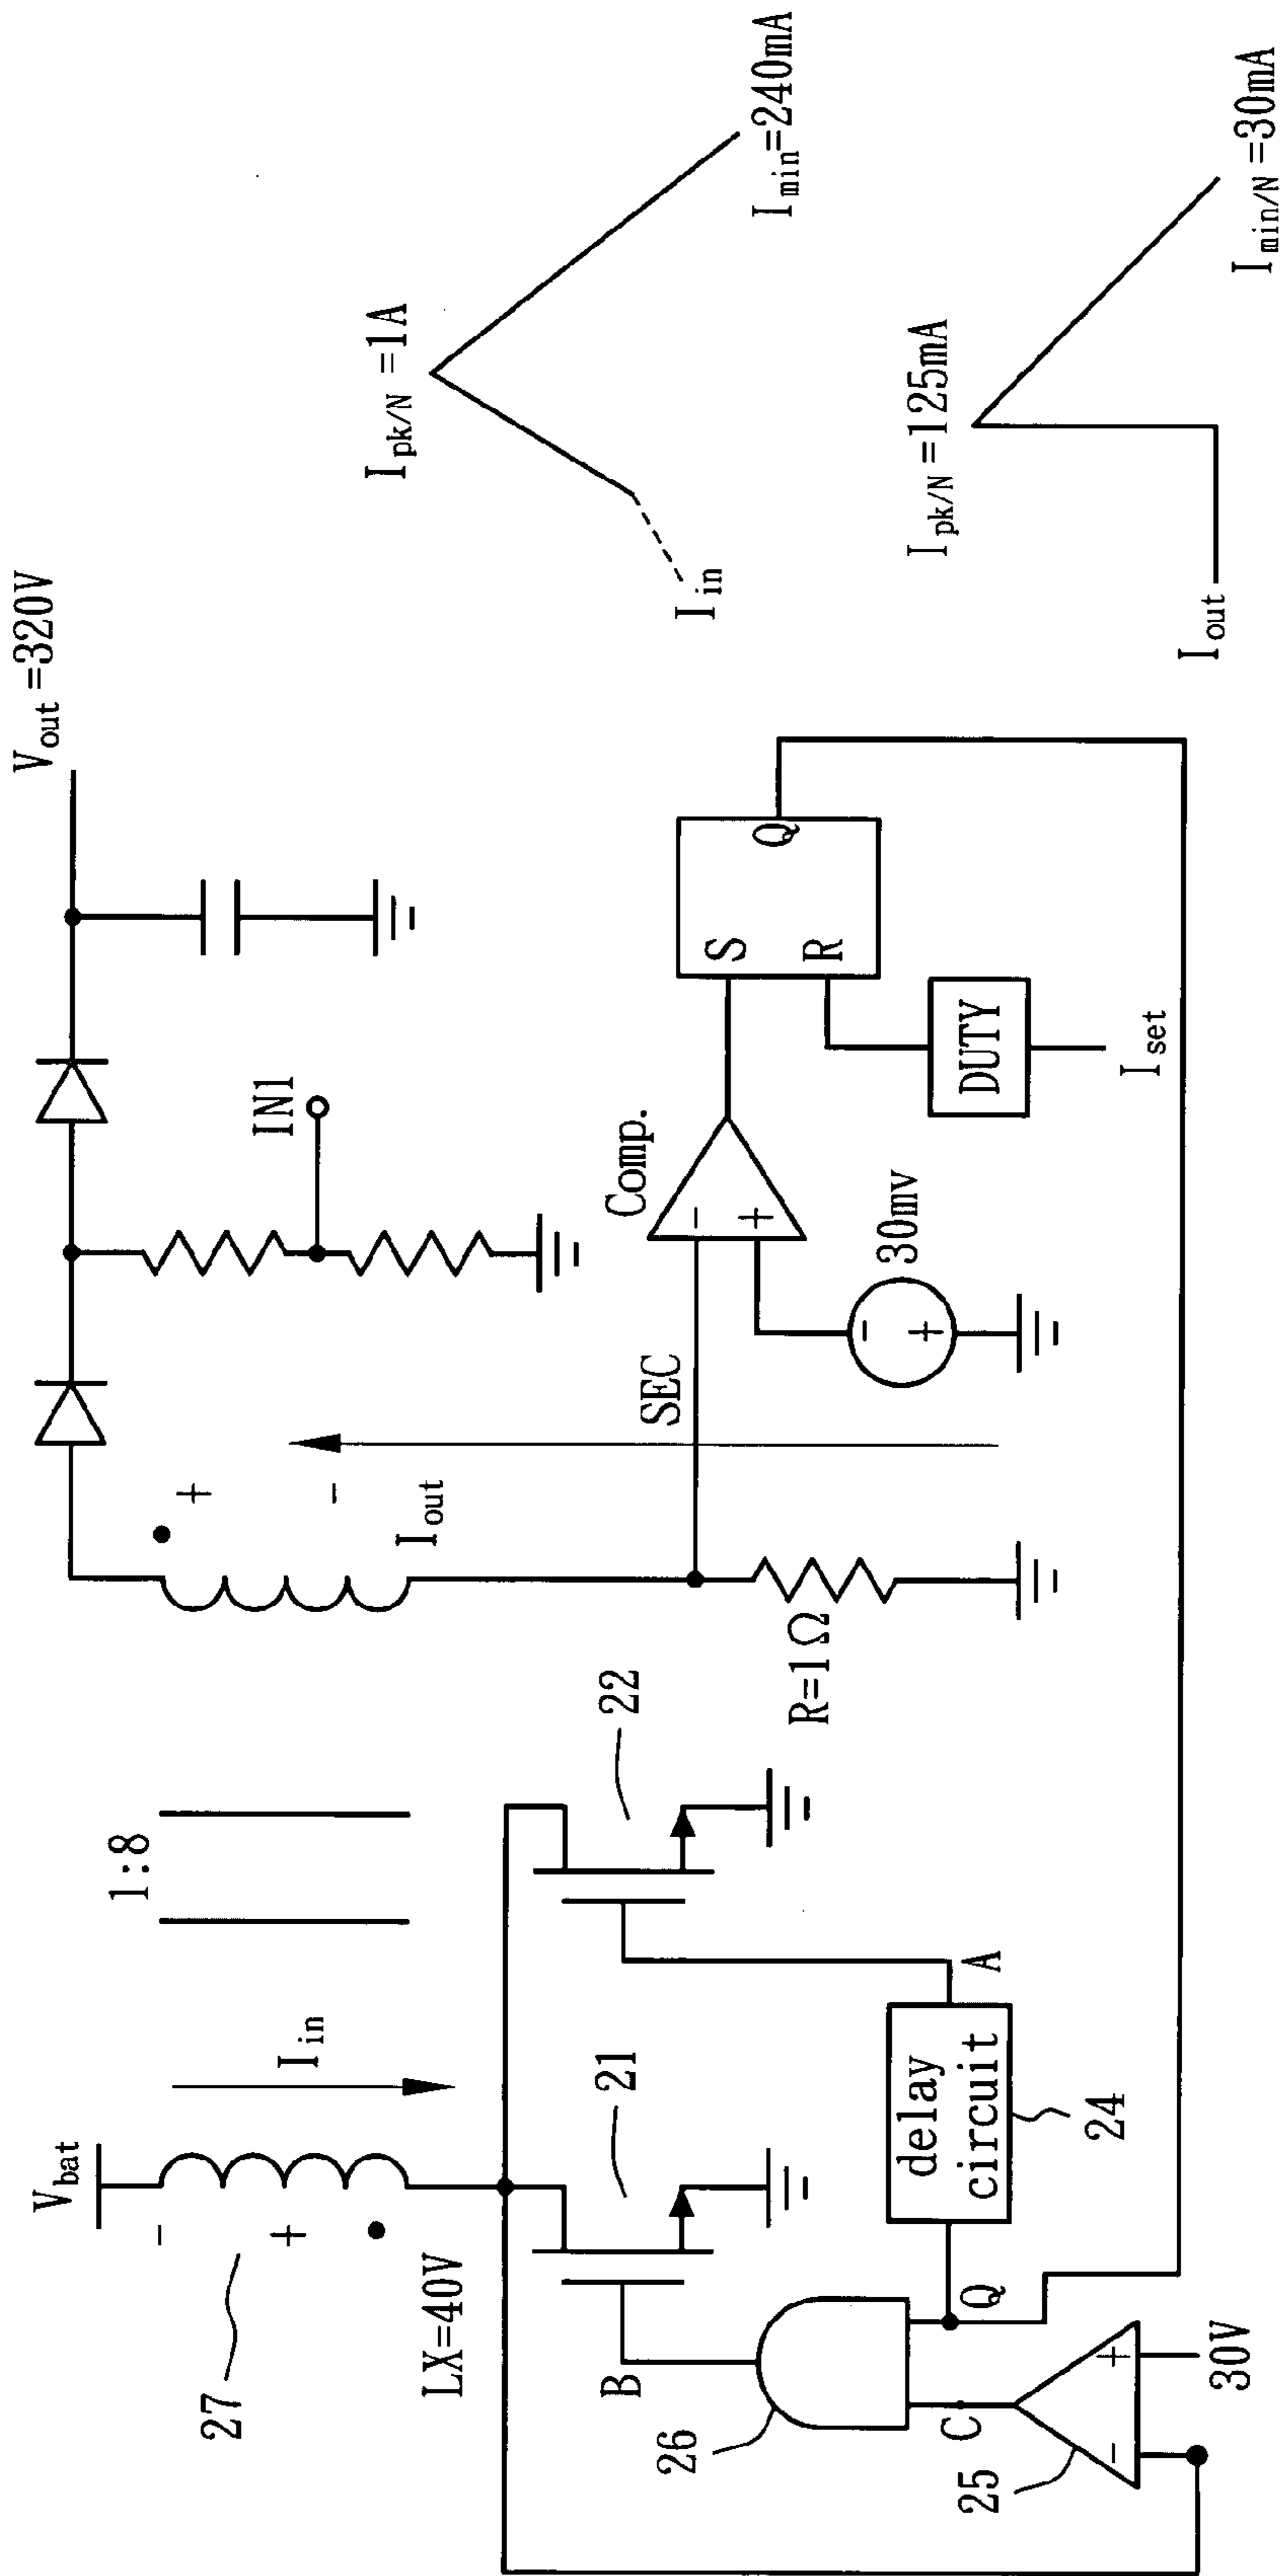 V_out =320V
1:8
V_bat
-
+
27
I_in
LX=40V
+
-
I_out
IN1
I_pk/N =1A
I_in
I_min=240mA
21
22
SEC
Comp.
-
+
S
R
Q
R=1Ω
30mv
-
+
DUTY
I_set
B
26
C
Q
delay
circuit
A
24
25
-
+
30V
I_pk/N =125mA
I_out
I_min/N =30mA